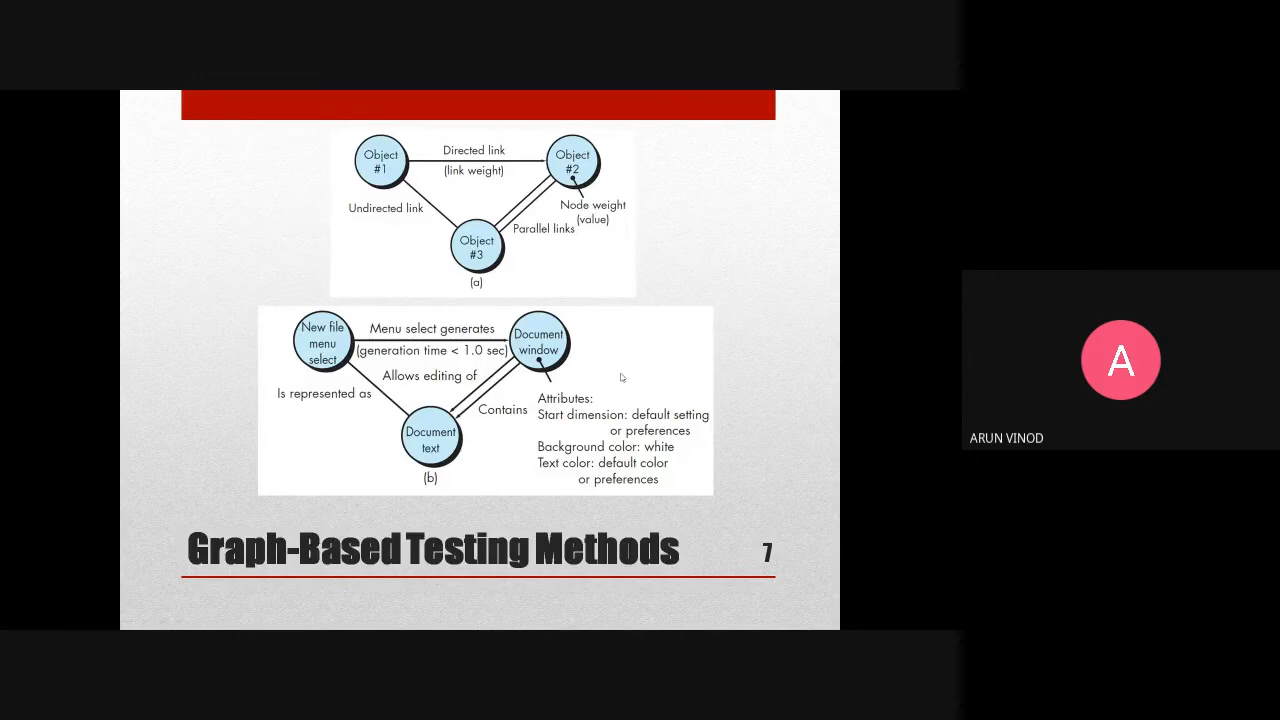 Object
#1
Directed link
(link weight)
Object
#2
Undirected link
Node weight
(value)
Parallel links
Object
#3
(a)
New file
menu
select
Menu select generates
(generation time < 1.0 sec)
Document
window
Allows editing of
Is represented as
Contains
Attributes:
Start dimension: default setting
or preferences
Background color: white
Text color: default color
or preferences
Document
text
(b)
Graph-Based Testing Methods
7
A
ARUN VINOD